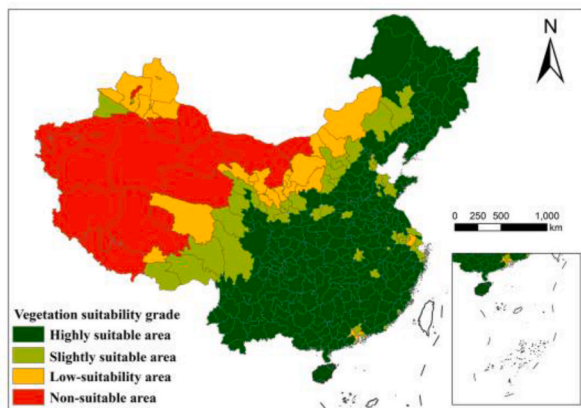 N
0 250 500 1,000
km
Vegetation suitability grade
Highly suitable area
Slightly suitable area
Low-suitability area
Non-suitable area